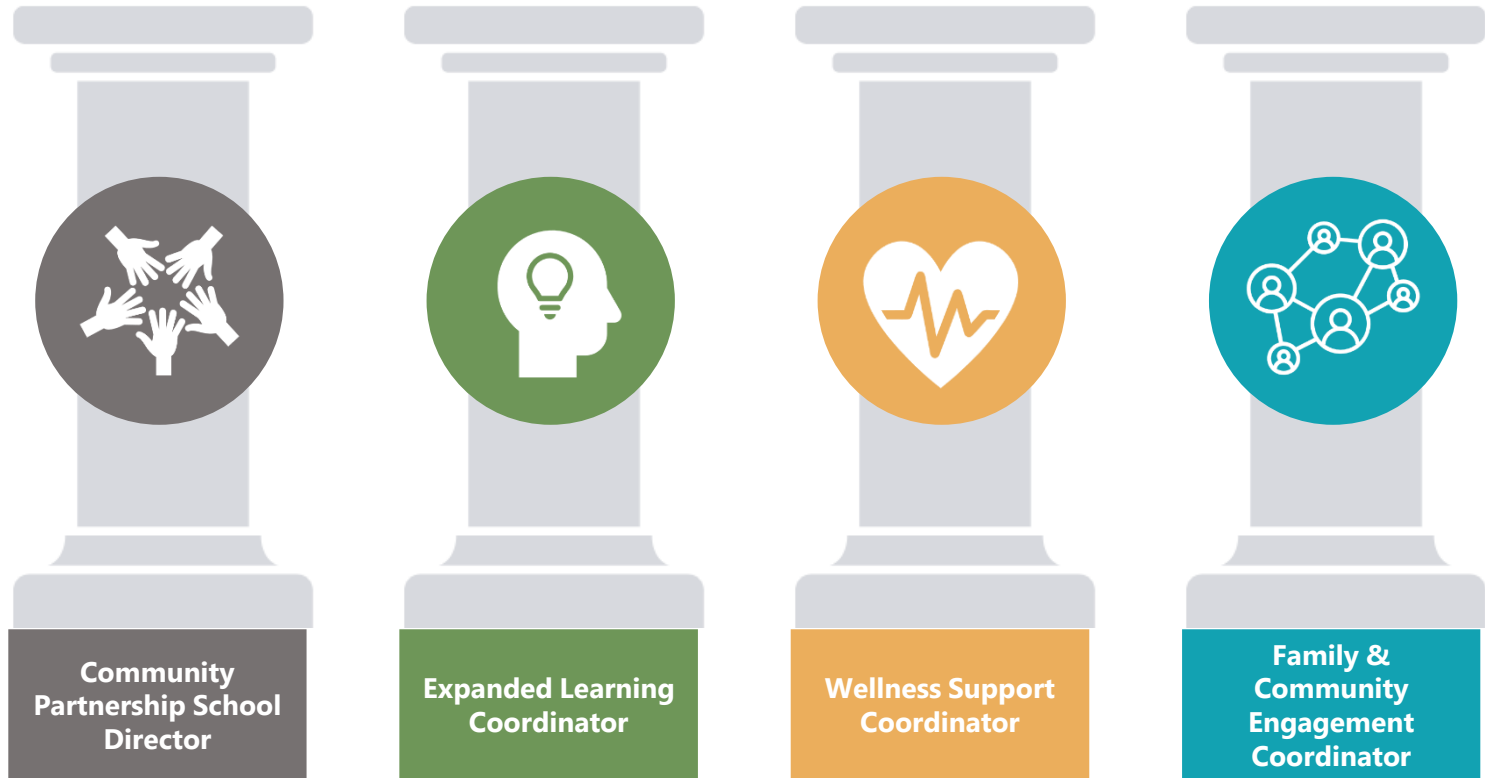 Community
Partnership School
Director
Expanded Learning
Coordinator
Wellness Support
Coordinator
Family &
Community
Engagement
Coordinator